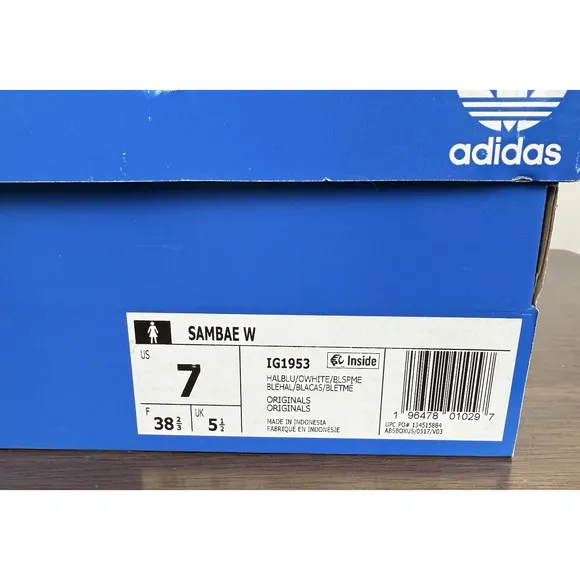 adidas
SAMBAE W
US
7
F
38 2/3
UK
5 1/2
IG1953
Inside
HALBLU/OWHITE/BLSPME
BLEHAL/BLACAS/BLETME
ORIGINALS
ORIGINALS
MADE IN INDONESIA
FABRIQUÉ EN INDONÉSIE
1 96478 01029 7
UPC PO# 134515884
ABSBOXUS/0517/V03